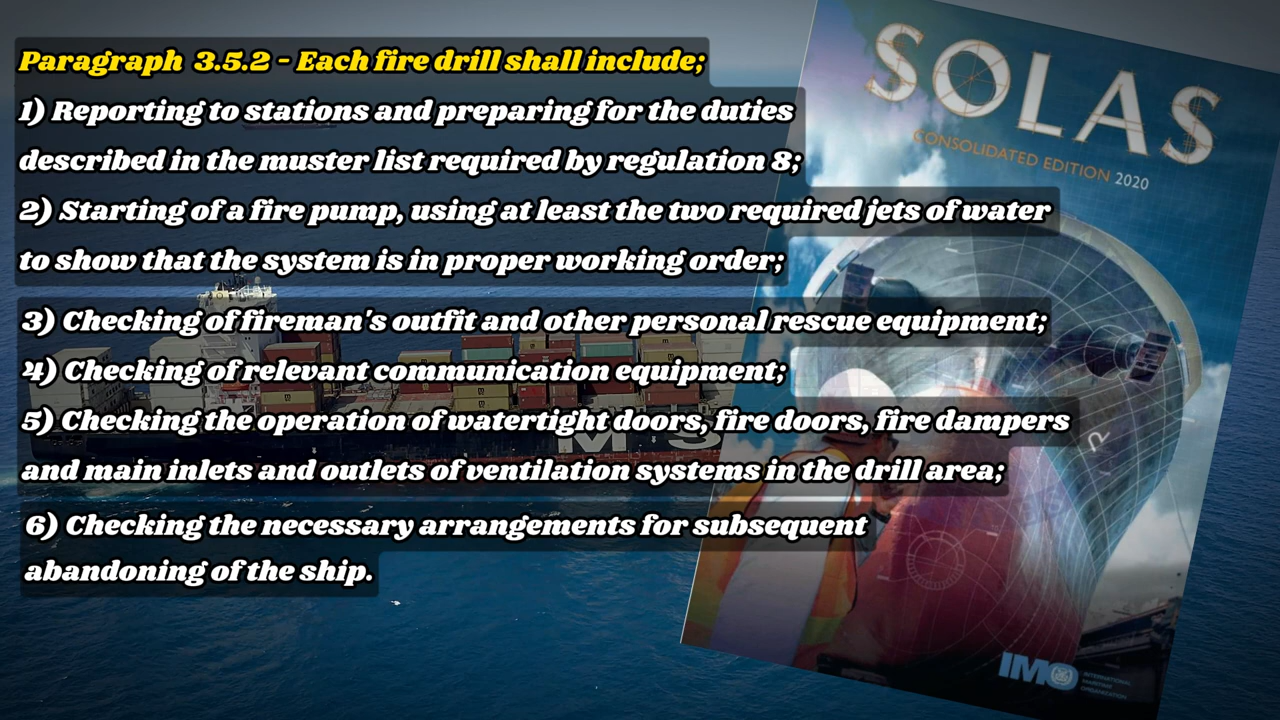 Paragraph 3.5.2 - Each fire drill shall include;
1) Reporting to stations and preparing for the duties
described in the muster list required by regulation 8;
2) Starting of a fire pump, using at least the two required jets of water
to show that the system is in proper working order;
3) Checking of fireman's outfit and other personal rescue equipment;
4) Checking of relevant communication equipment;
5) Checking the operation of watertight doors, fire doors, fire dampers
and main inlets and outlets of ventilation systems in the drill area;
6) Checking the necessary arrangements for subsequent
abandoning of the ship.
SOLAS
CONSOLIDATED EDITION 2020
IMO
INTERNATIONAL
MARITIME
ORGANIZATION